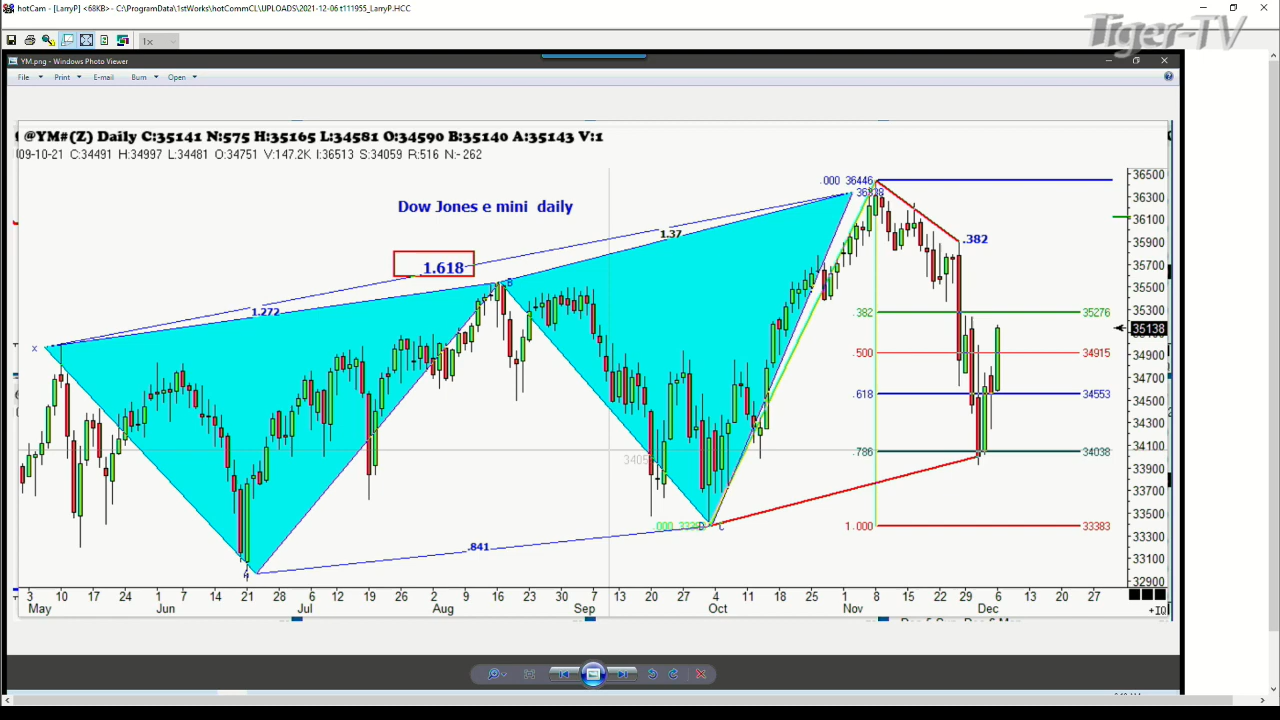 hotCam - [LarryP] <68KB> - C:\ProgramData\1stWorks\hotCommCL\UPLOADS\2021-12-06 t111955_LarryP.HCC
Tiger-TV
1x
YM.png - Windows Photo Viewer
File Print E-mail Burn Open
@YM#(Z) Daily C:35141 N:575 H:35165 L:34581 O:34590 B:35140 A:35143 V:1
09-10-21 C:34491 H:34997 L:34481 O:34751 V:147.2K I:36513 S:34059 R:516 N:-262
Dow Jones e mini daily
.000 36446
1.37
.382
1.618
1.272
X
B
.382 35276
.500 34915
.618 34553
.786 34038
1.000 33383
.000
C
.841
36500
36300
36100
35900
35700
35500
35300
35138
34900
34700
34500
34300
34100
33900
33700
33500
33300
33100
32900
3 10 17 24 1 7 14 21 28 5 12 19 26 2 9 16 23 30 7 13 20 27 4 11 18 25 1 8 15 22 29 6 13 20 27
May Jun Jul Aug Sep Oct Nov Dec
+IQ